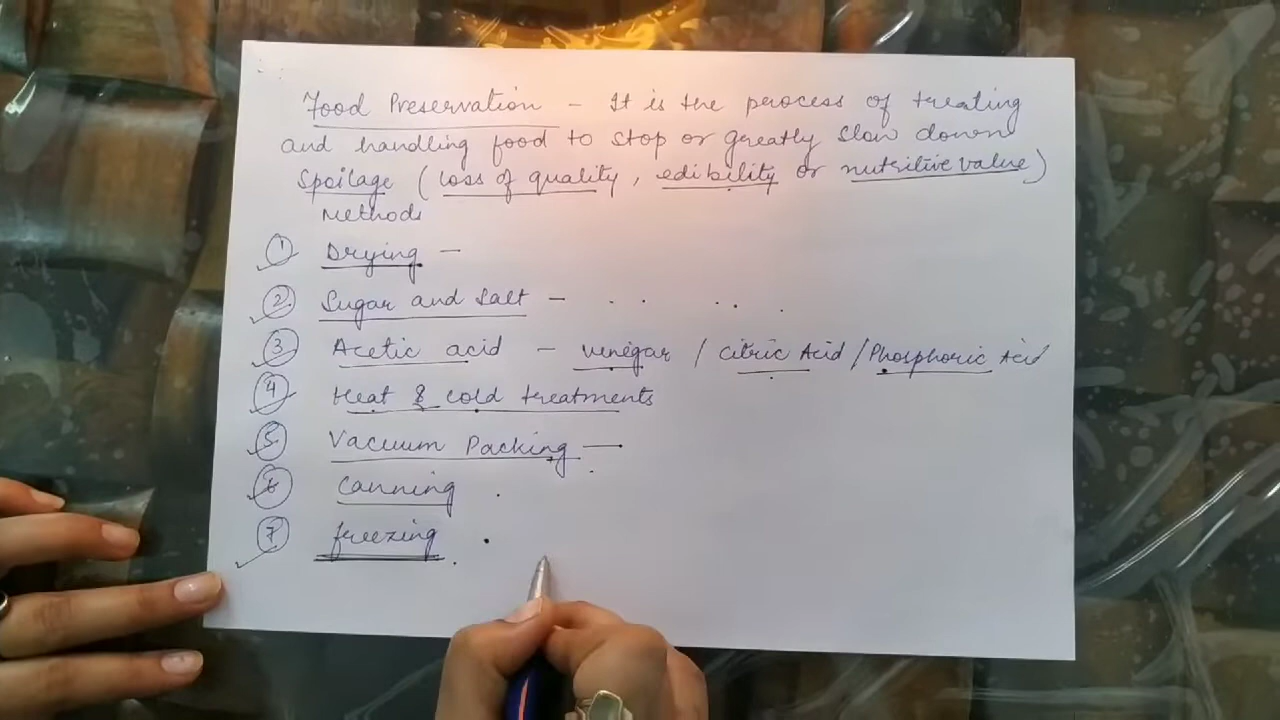 Food Preservation - It is the process of treating
and handling food to stop or greatly slow down
Spoilage (loss of quality, edibility or nutritive value)
Methods
① Drying -
② Sugar and Salt -
③ Acetic acid - venegar / Citric Acid / Phosphoric Acid
④ Heat & cold treatments
⑤ Vacuum Packing -
⑥ Canning
⑦ freezing